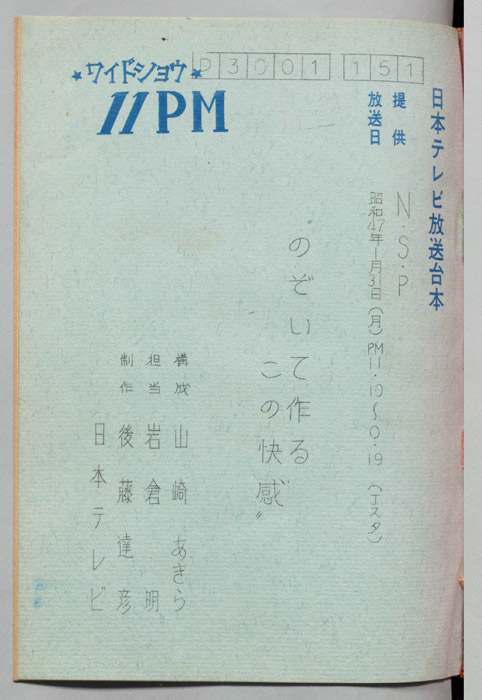 ワイドショウ
11PM
D3001 151
日本テレビ放送台本
提供 N.S.P
放送日 昭和47年1月31日(月)PM11.10〜0.19 (Jスタ)
"のぞいて作る
この快感"
構成 山崎 あきら
担当 岩倉 明
制作 後藤達彦
日本テレビ